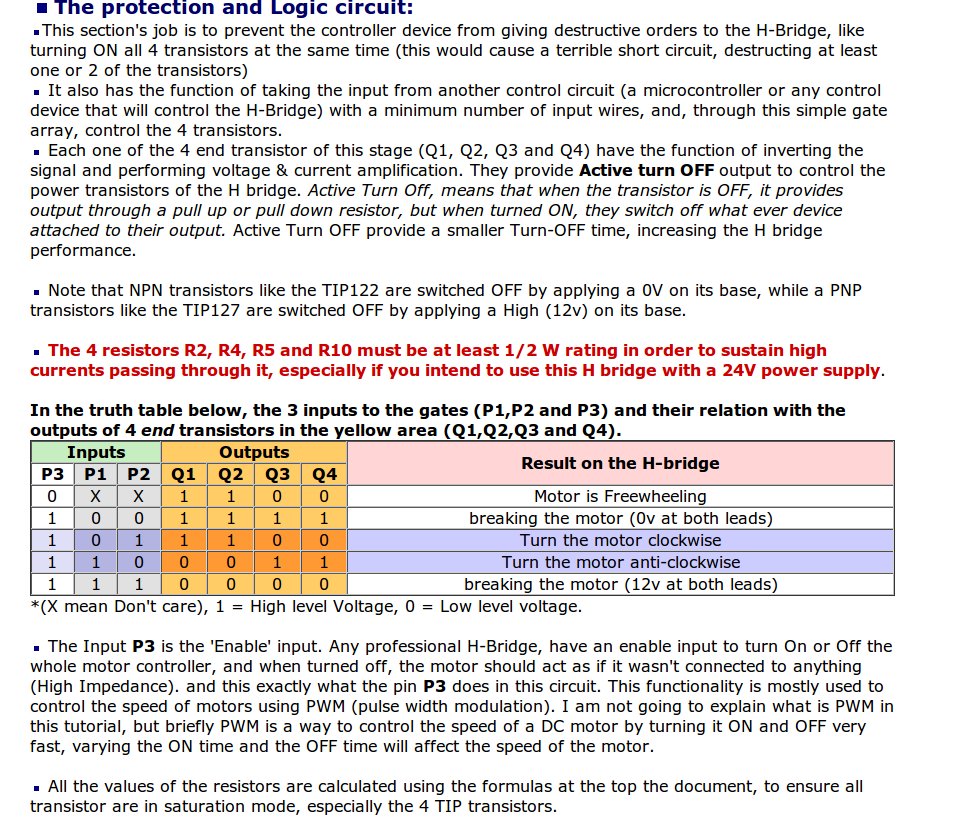 ▪ The protection and Logic circuit:
▪This section's job is to prevent the controller device from giving destructive orders to the H-Bridge, like
turning ON all 4 transistors at the same time (this would cause a terrible short circuit, destructing at least
one or 2 of the transistors)
▪ It also has the function of taking the input from another control circuit (a microcontroller or any control
device that will control the H-Bridge) with a minimum number of input wires, and, through this simple gate
array, control the 4 transistors.
▪ Each one of the 4 end transistor of this stage (Q1, Q2, Q3 and Q4) have the function of inverting the
signal and performing voltage & current amplification. They provide Active turn OFF output to control the
power transistors of the H bridge. Active Turn Off, means that when the transistor is OFF, it provides
output through a pull up or pull down resistor, but when turned ON, they switch off what ever device
attached to their output. Active Turn OFF provide a smaller Turn-OFF time, increasing the H bridge
performance.
▪ Note that NPN transistors like the TIP122 are switched OFF by applying a 0V on its base, while a PNP
transistors like the TIP127 are switched OFF by applying a High (12v) on its base.
▪ The 4 resistors R2, R4, R5 and R10 must be at least 1/2 W rating in order to sustain high
currents passing through it, especially if you intend to use this H bridge with a 24V power supply.
In the truth table below, the 3 inputs to the gates (P1,P2 and P3) and their relation with the
outputs of 4 end transistors in the yellow area (Q1,Q2,Q3 and Q4).
Inputs Outputs Result on the H-bridge
P3 P1 P2 Q1 Q2 Q3 Q4
0 X X 1 1 0 0 Motor is Freewheeling
1 0 0 1 1 1 1 breaking the motor (0v at both leads)
1 0 1 1 1 0 0 Turn the motor clockwise
1 1 0 0 0 1 1 Turn the motor anti-clockwise
1 1 1 0 0 0 0 breaking the motor (12v at both leads)
*(X mean Don't care), 1 = High level Voltage, 0 = Low level voltage.
▪ The Input P3 is the 'Enable' input. Any professional H-Bridge, have an enable input to turn On or Off the
whole motor controller, and when turned off, the motor should act as if it wasn't connected to anything
(High Impedance). and this exactly what the pin P3 does in this circuit. This functionality is mostly used to
control the speed of motors using PWM (pulse width modulation). I am not going to explain what is PWM in
this tutorial, but briefly PWM is a way to control the speed of a DC motor by turning it ON and OFF very
fast, varying the ON time and the OFF time will affect the speed of the motor.
▪ All the values of the resistors are calculated using the formulas at the top the document, to ensure all
transistor are in saturation mode, especially the 4 TIP transistors.